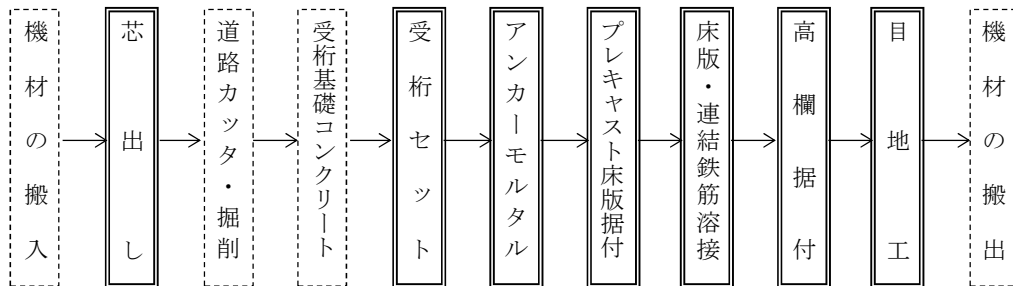 機材の搬入
芯出し
道路カッタ・掘削
受桁基礎コンクリート
受桁セット
アンカーモルタル
プレキャスト床版据付
床版・連結鉄筋溶接
高欄据付
目地工
機材の搬出